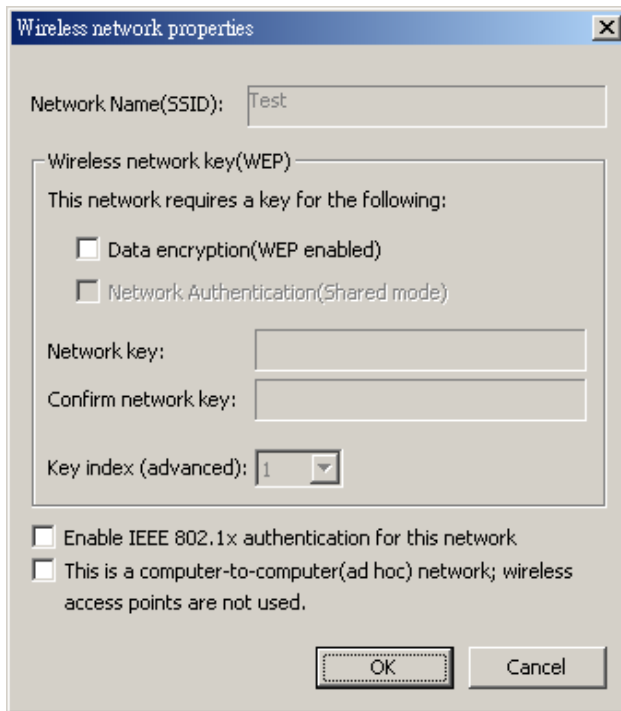 Wireless network properties
Network Name(SSID): Test
Wireless network key(WEP)
This network requires a key for the following:
Data encryption(WEP enabled)
Network Authentication(Shared mode)
Network key:
Confirm network key:
Key index (advanced): 1
Enable IEEE 802.1x authentication for this network
This is a computer-to-computer(ad hoc) network; wireless
access points are not used.
OK Cancel